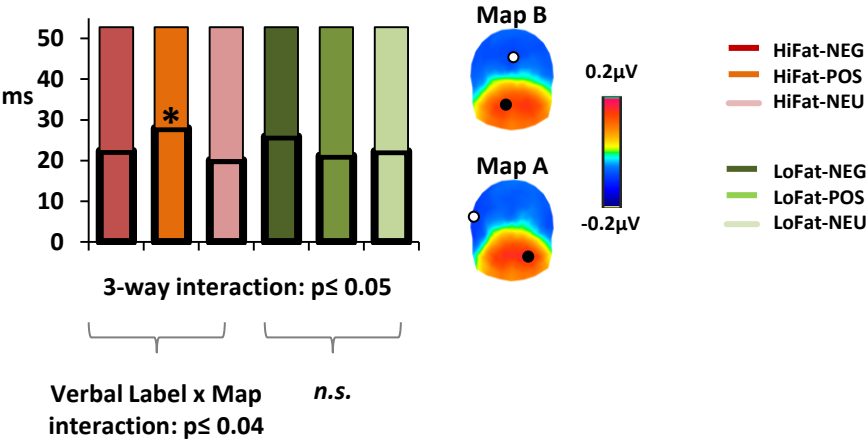 50
40
ms
30
20
10
0
*
Map B
Map A
0.2µV
-0.2µV
HiFat-NEG
HiFat-POS
HiFat-NEU
LoFat-NEG
LoFat-POS
LoFat-NEU
3-way interaction: p≤ 0.05
Verbal Label x Map
interaction: p≤ 0.04
n.s.